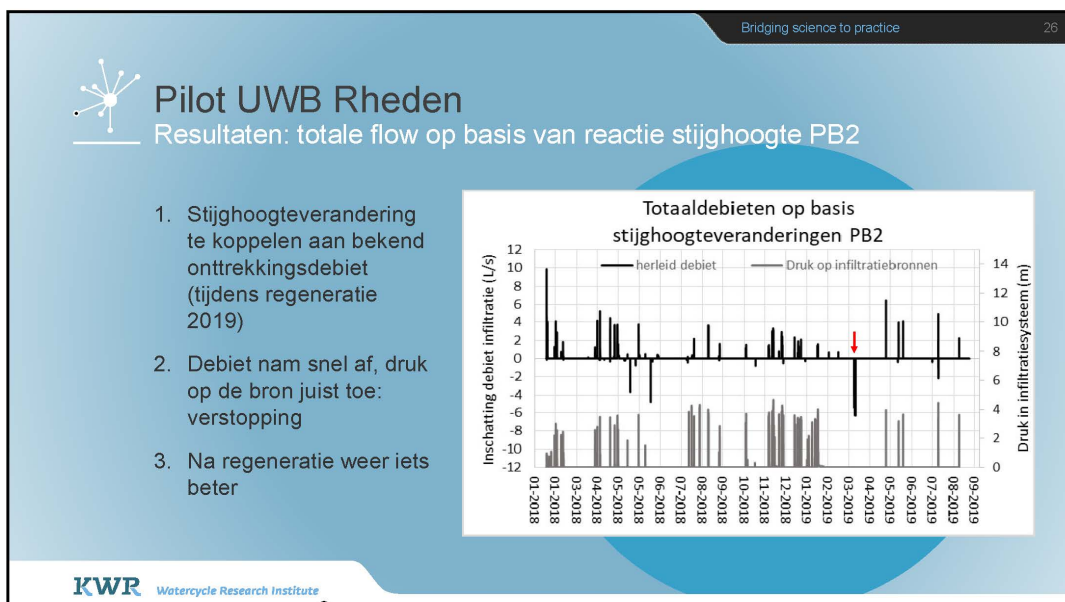 Bridging science to practice
26
Pilot UWB Rheden
Resultaten: totale flow op basis van reactie stijghoogte PB2
1. Stijghoogteverandering
te koppelen aan bekend
onttrekkingsdebiet
(tijdens regeneratie
2019)
2. Debiet nam snel af, druk
op de bron juist toe:
verstopping
3. Na regeneratie weer iets
beter
Totaaldebieten op basis
stijghoogteveranderingen PB2
herleid debiet
Druk op infiltratiebronnen
Inschatting debiet infiltratie (L/s)
12
10
8
6
4
2
0
-2
-4
-6
-8
-10
-12
Druk in infiltratiesysteem (m)
14
12
10
8
6
4
2
0
01-2018
01-2018
03-2018
04-2018
05-2018
05-2018
06-2018
07-2018
08-2018
09-2018
10-2018
11-2018
12-2018
01-2019
02-2019
03-2019
04-2019
05-2019
06-2019
07-2019
08-2019
09-2019
KWR
Watercycle Research Institute